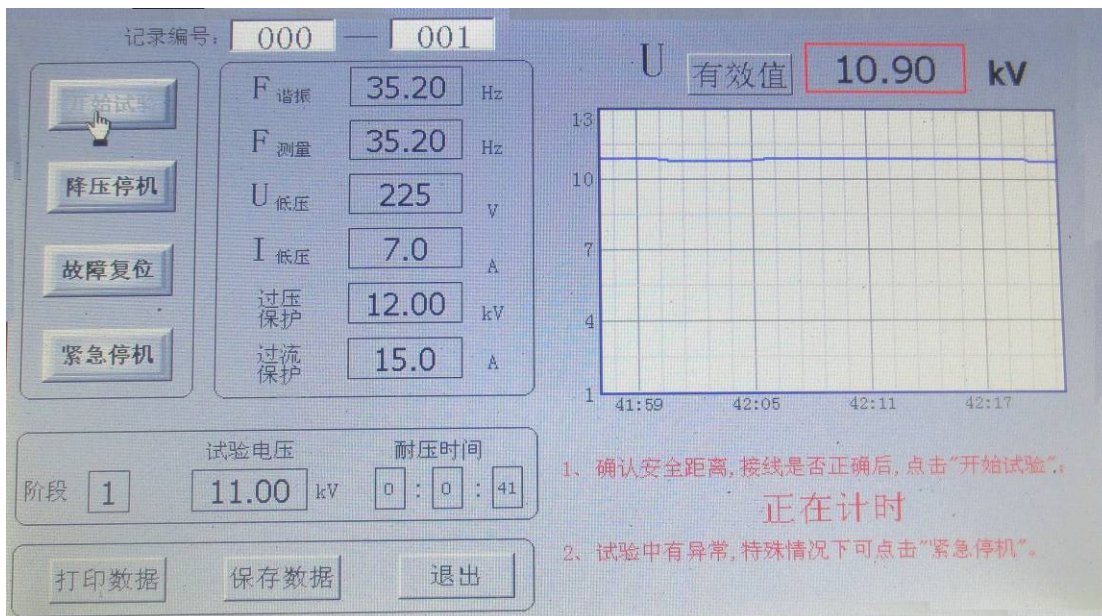 记录编号: 000 — 001
开始试验
降压停机
故障复位
紧急停机
F 谐振 35.20 Hz
F 测量 35.20 Hz
U 低压 225 V
I 低压 7.0 A
过压保护 12.00 kV
过流保护 15.0 A
U 有效值 10.90 kV
13
10
7
4
1
41:59 42:05 42:11 42:17
试验电压 耐压时间
阶段 1 11.00 kV 0 : 0 : 41
1、确认安全距离,接线是否正确后,点击"开始试验";
正在计时
2、试验中有异常,特殊情况下可点击"紧急停机"。
打印数据 保存数据 退出